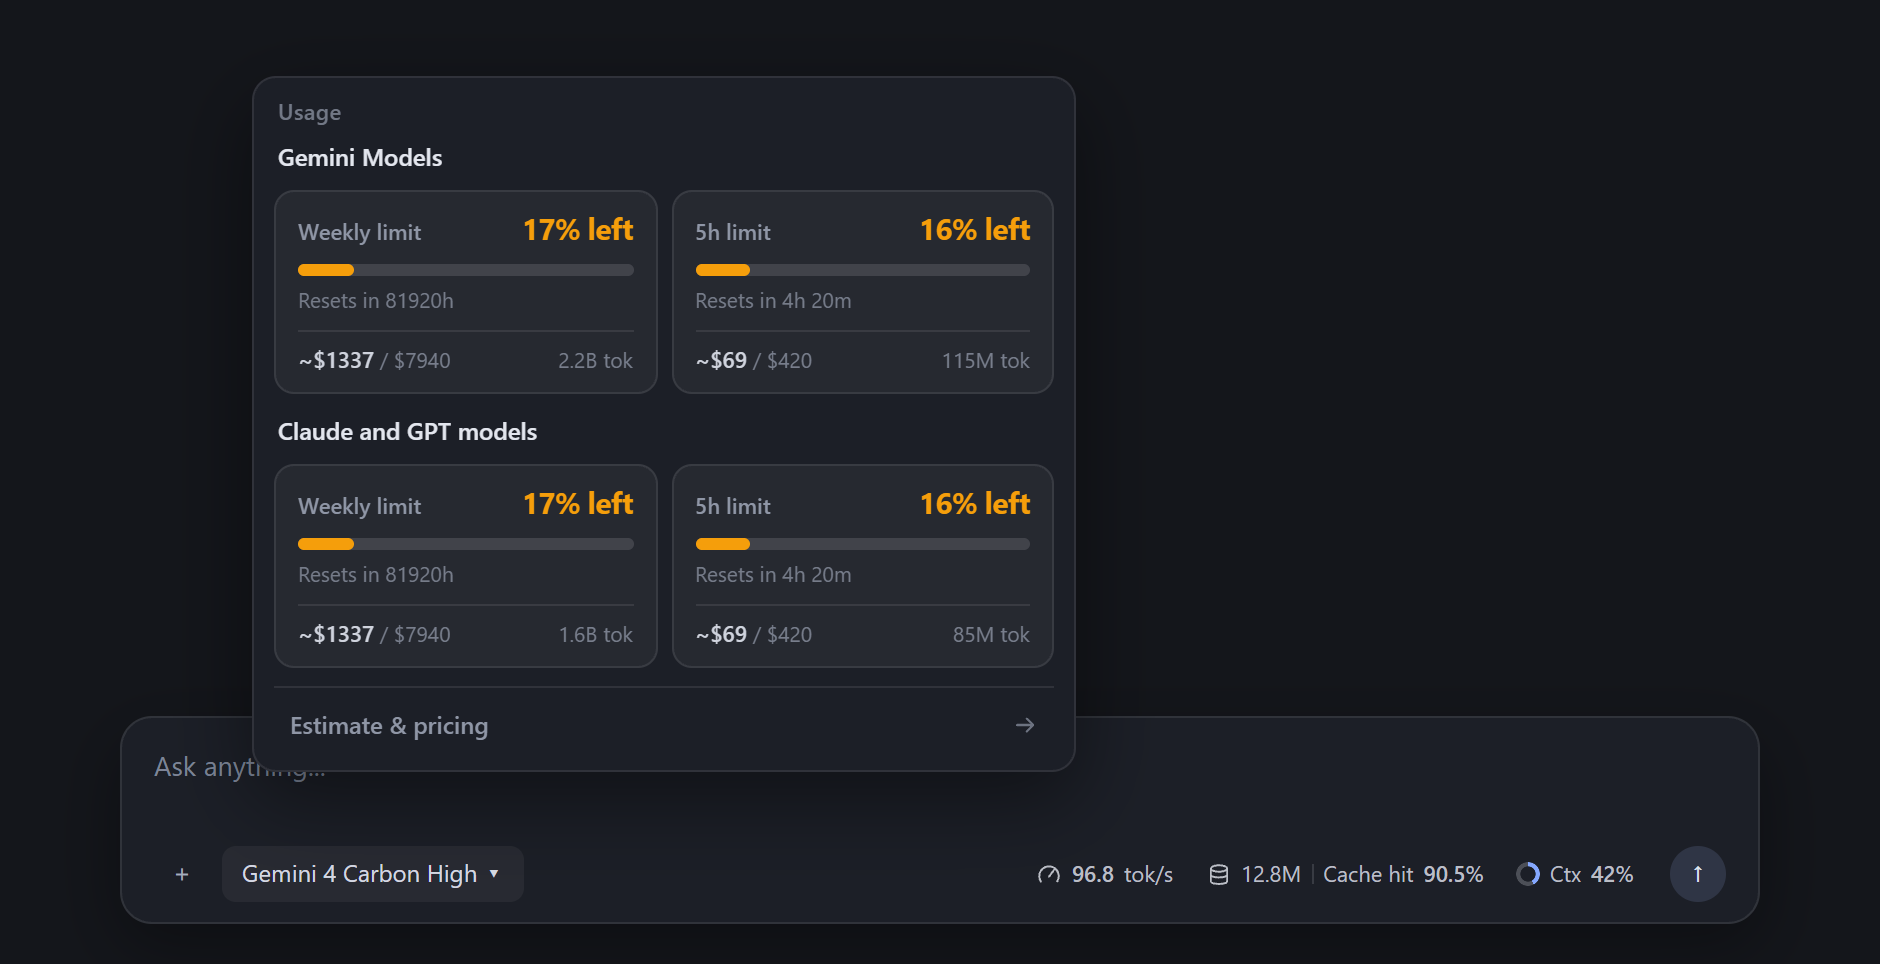 Usage
Gemini Models
Weekly limit 17% left
Resets in 81920h
~$1337 / $7940 2.2B tok
5h limit 16% left
Resets in 4h 20m
~$69 / $420 115M tok
Claude and GPT models
Weekly limit 17% left
Resets in 81920h
~$1337 / $7940 1.6B tok
5h limit 16% left
Resets in 4h 20m
~$69 / $420 85M tok
Estimate & pricing →
Ask anything...
+ Gemini 4 Carbon High ▾ 96.8 tok/s 12.8M | Cache hit 90.5% Ctx 42% ↑